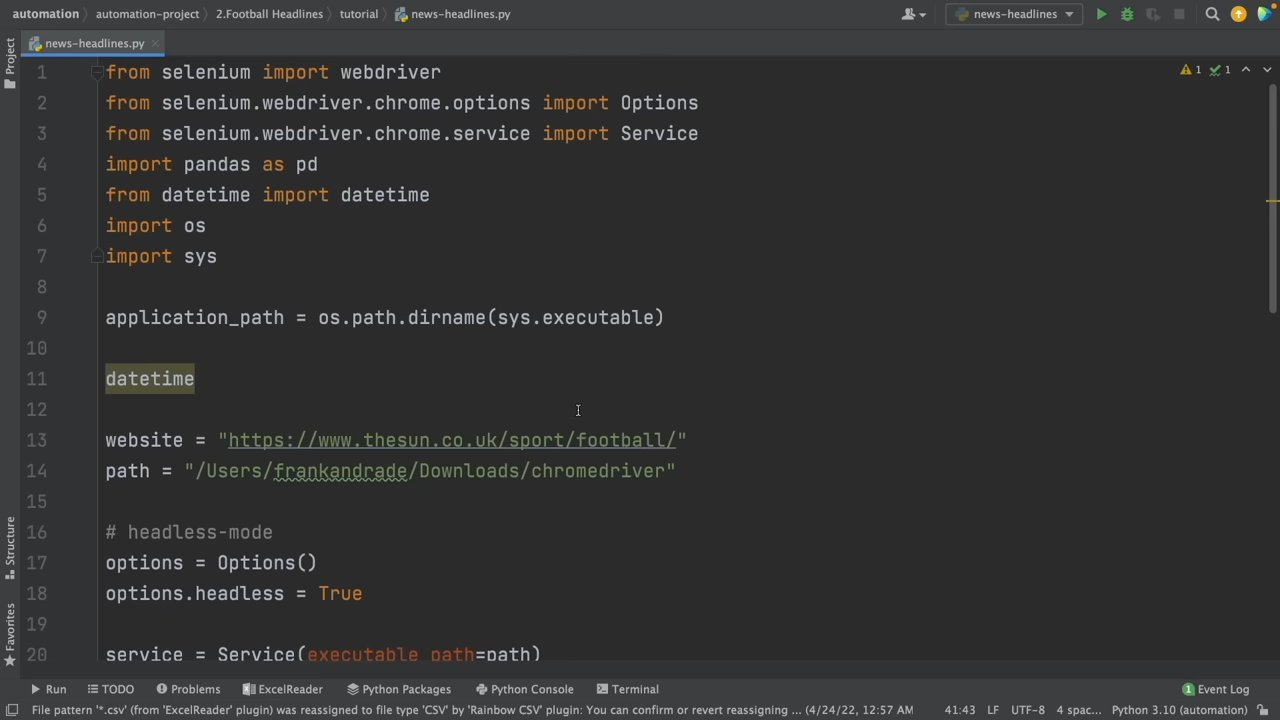 automation automation-project 2.Football Headlines tutorial news-headlines.py news-headlines
Project
news-headlines.py
1 from selenium import webdriver
1 1
2 from selenium.webdriver.chrome.options import Options
3 from selenium.webdriver.chrome.service import Service
4 import pandas as pd
5 from datetime import datetime
6 import os
7 import sys
8
9 application_path = os.path.dirname(sys.executable)
10
11 datetime
12
13 website = "https://www.thesun.co.uk/sport/football/"
14 path = "/Users/frankandrade/Downloads/chromedriver"
15
16 # headless-mode
17 options = Options()
18 options.headless = True
19
20 service = Service(executable_path=path)
Structure
Favorites
Run TODO Problems ExcelReader Python Packages Python Console Terminal 1 Event Log
File pattern '*.csv' (from 'ExcelReader' plugin) was reassigned to file type 'CSV' by 'Rainbow CSV' plugin: You can confirm or revert reassigning ... (4/24/22, 12:57 AM 41:43 LF UTF-8 4 spac... Python 3.10 (automation)